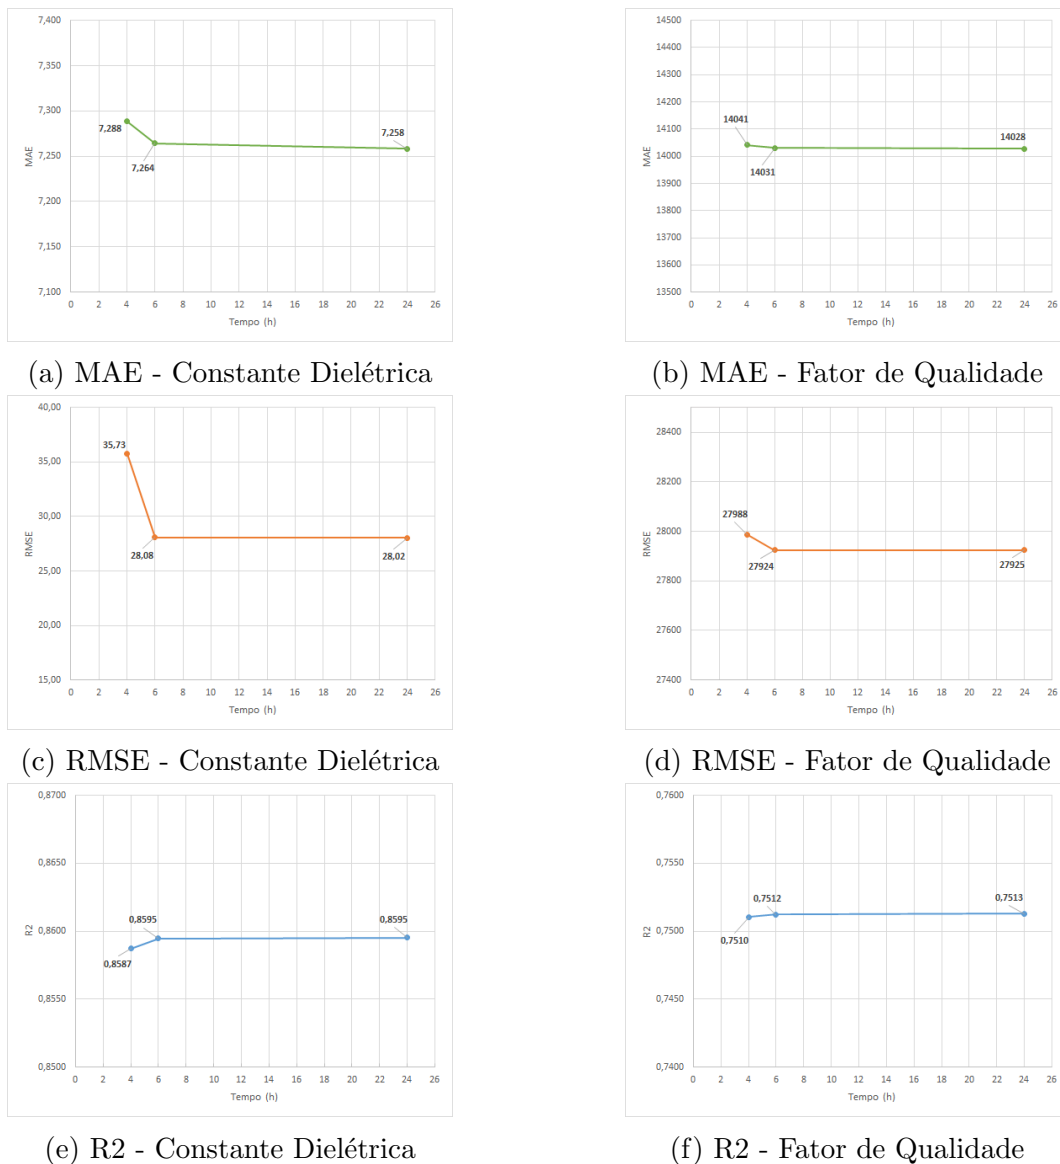 7,400
7,350
7,300
7,250
7,200
7,150
7,100
MAE
7,288
7,264
7,258
0 2 4 6 8 10 12 14 16 18 20 22 24 26
Tempo (h)
(a) MAE - Constante Dielétrica
14500
14400
14300
14200
14100
14000
13900
13800
13700
13600
13500
MAE
14041
14031
14028
0 2 4 6 8 10 12 14 16 18 20 22 24 26
Tempo (h)
(b) MAE - Fator de Qualidade
40,00
35,00
30,00
25,00
20,00
15,00
RMSE
35,73
28,08
28,02
0 2 4 6 8 10 12 14 16 18 20 22 24 26
Tempo (h)
(c) RMSE - Constante Dielétrica
28400
28200
28000
27800
27600
27400
RMSE
27988
27924
27925
0 2 4 6 8 10 12 14 16 18 20 22 24 26
Tempo (h)
(d) RMSE - Fator de Qualidade
0,8700
0,8650
0,8600
0,8550
0,8500
R2
0,8587
0,8595
0,8595
0 2 4 6 8 10 12 14 16 18 20 22 24 26
Tempo (h)
(e) R2 - Constante Dielétrica
0,7600
0,7550
0,7500
0,7450
0,7400
R2
0,7510
0,7512
0,7513
0 2 4 6 8 10 12 14 16 18 20 22 24 26
Tempo (h)
(f) R2 - Fator de Qualidade